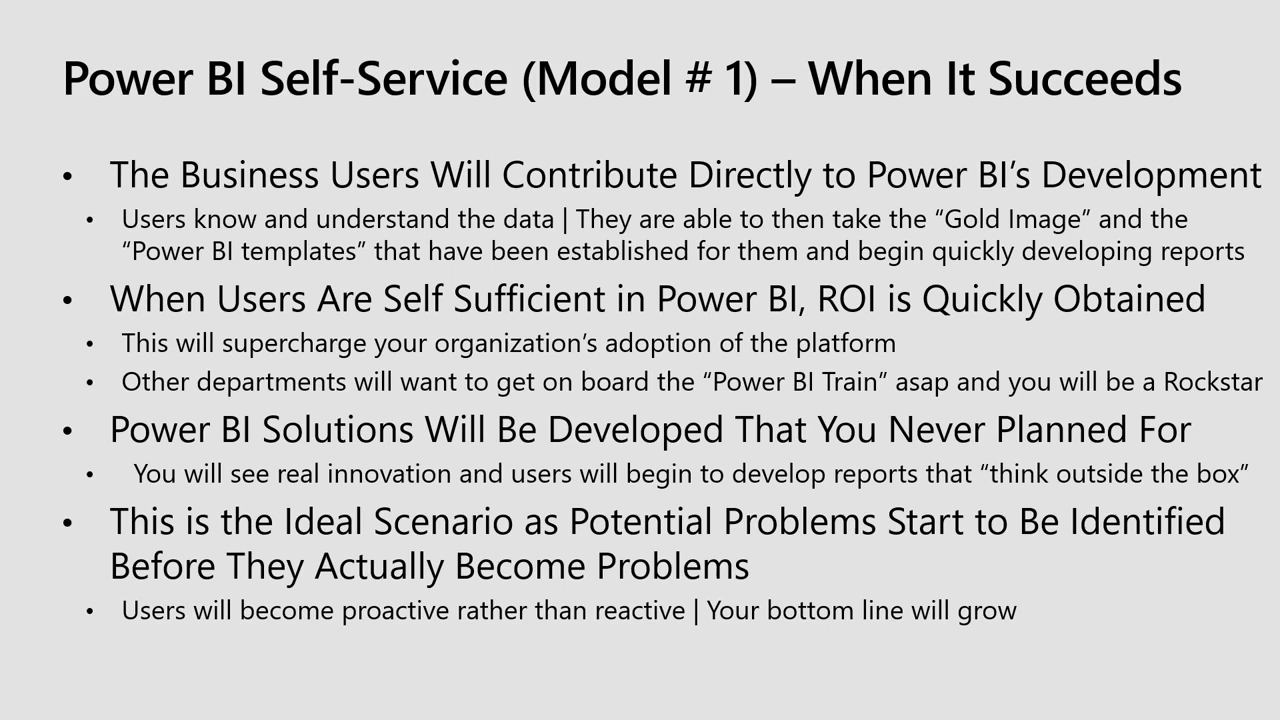 Power BI Self-Service (Model # 1) – When It Succeeds
• The Business Users Will Contribute Directly to Power BI’s Development
• Users know and understand the data | They are able to then take the “Gold Image” and the
“Power BI templates” that have been established for them and begin quickly developing reports
• When Users Are Self Sufficient in Power BI, ROI is Quickly Obtained
• This will supercharge your organization’s adoption of the platform
• Other departments will want to get on board the “Power BI Train” asap and you will be a Rockstar
• Power BI Solutions Will Be Developed That You Never Planned For
• You will see real innovation and users will begin to develop reports that “think outside the box”
• This is the Ideal Scenario as Potential Problems Start to Be Identified
Before They Actually Become Problems
• Users will become proactive rather than reactive | Your bottom line will grow